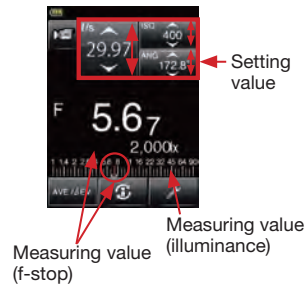 f/s
29.97
ISO
400
ANG
172.8
Setting
value
F
5.67
2,000lx
AVE/ΔEV
Measuring value
(illuminance)
Measuring value
(f-stop)